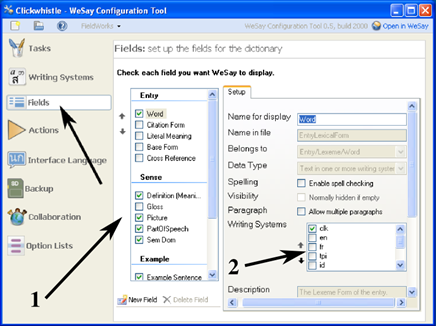 Clickwhistle - WeSay Configuration Tool
FieldWorks
WeSay Configuration Tool 0.5, build 2000
Open in WeSay
Tasks
Writing Systems
Fields
Actions
Interface Language
Backup
Collaboration
Option Lists
Fields: set up the fields for the dictionary
Check each field you want WeSay to display.
Entry
Word
Citation Form
Literal Meaning
Base Form
Cross Reference
Sense
Definition (Meani...
Gloss
Picture
PartOfSpeech
Sem Dom
Example
Example Sentence
New Field
Delete Field
Setup
Name for display
Word
Name in file
EntryLexicalForm
Belongs to
Entry/Lexeme/Word
Data Type
Text in one or more writing system
Spelling
Enable spell checking
Visibility
Normally hidden if empty
Paragraph
Allow multiple paragraphs
Writing Systems
clk
en
fr
tpi
id
Description
The Lexeme Form of the entry.
1
2